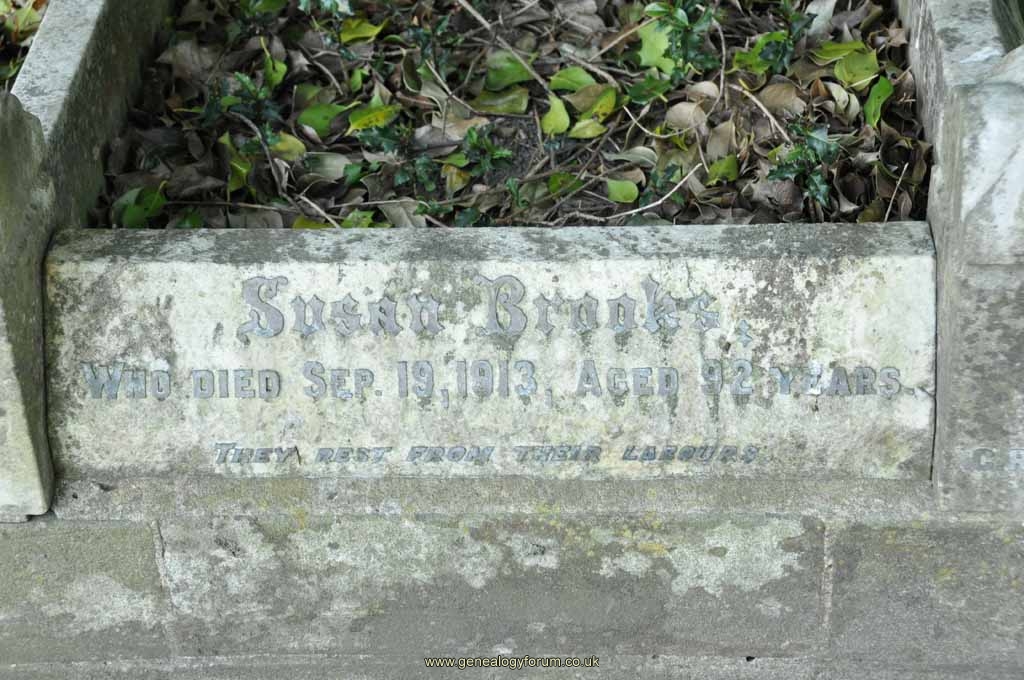 Susan Brooks,
WHO DIED SEP. 19, 1913, AGED 92 YEARS.
THEY REST FROM THEIR LABOURS.
www.genealogyforum.co.uk